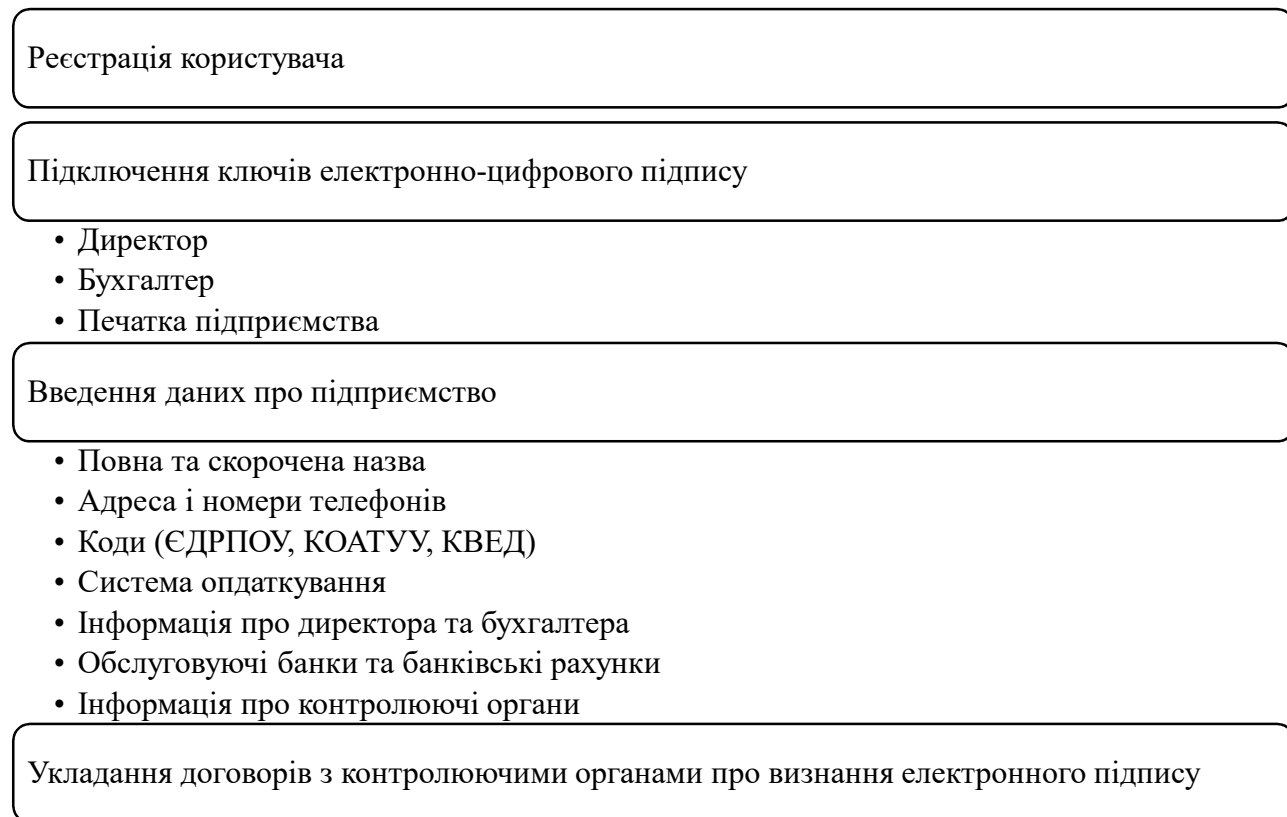 Реєстрація користувача
Підключення ключів електронно-цифрового підпису
• Директор
• Бухгалтер
• Печатка підприємства
Введення даних про підприємство
• Повна та скорочена назва
• Адреса і номери телефонів
• Коди (ЄДРПОУ, КОАТУУ, КВЕД)
• Система опдаткування
• Інформація про директора та бухгалтера
• Обслуговуючі банки та банківські рахунки
• Інформація про контролюючі органи
Укладання договорів з контролюючими органами про визнання електронного підпису